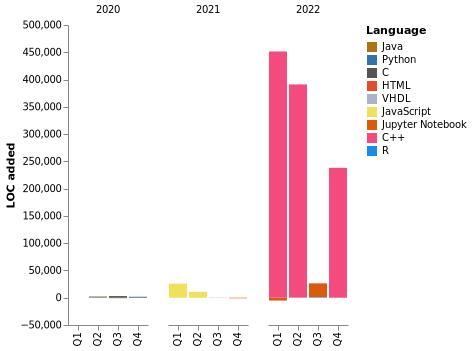 2020 2021 2022
500,000
450,000
400,000
350,000
300,000
250,000
200,000
150,000
100,000
50,000
0
−50,000
LOC added
Q1 Q2 Q3 Q4 Q1 Q2 Q3 Q4 Q1 Q2 Q3 Q4
Language
Java
Python
C
HTML
VHDL
JavaScript
Jupyter Notebook
C++
R